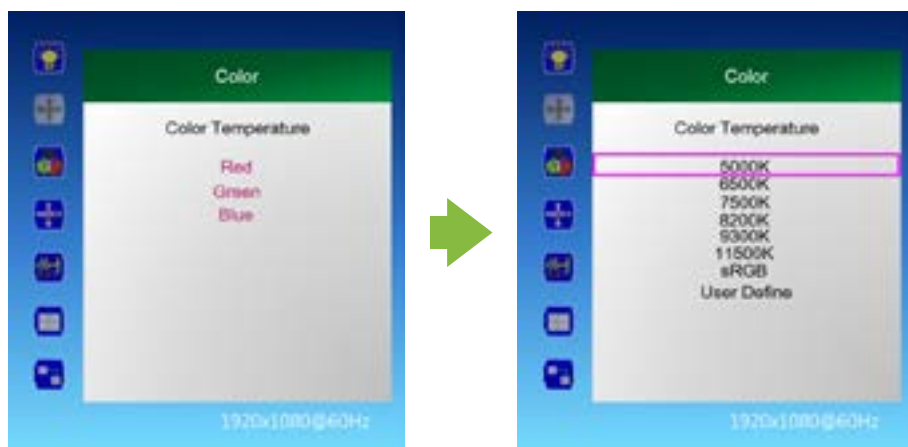 Color
Color Temperature
Red
Green
Blue
1920x1080@60Hz
Color
Color Temperature
5000K
6500K
7500K
8200K
9300K
11500K
sRGB
User Define
1920x1080@60Hz